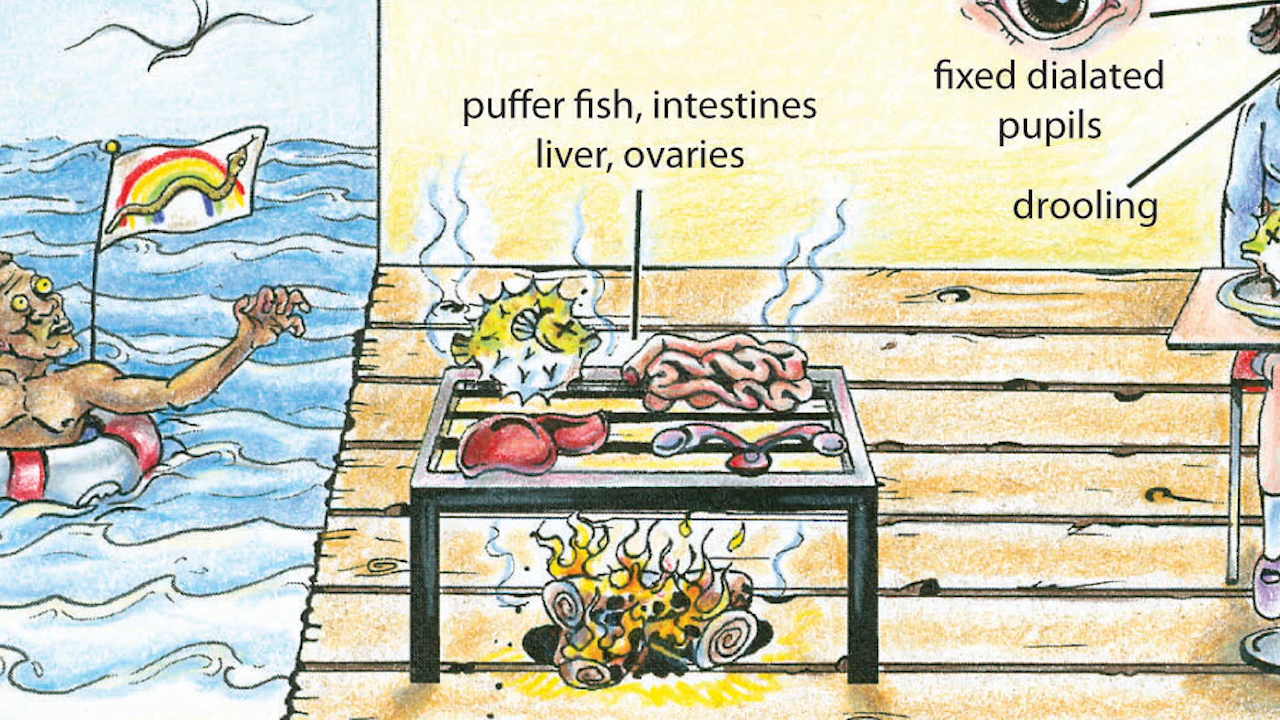 puffer fish, intestines
liver, ovaries
fixed dialated
pupils
drooling